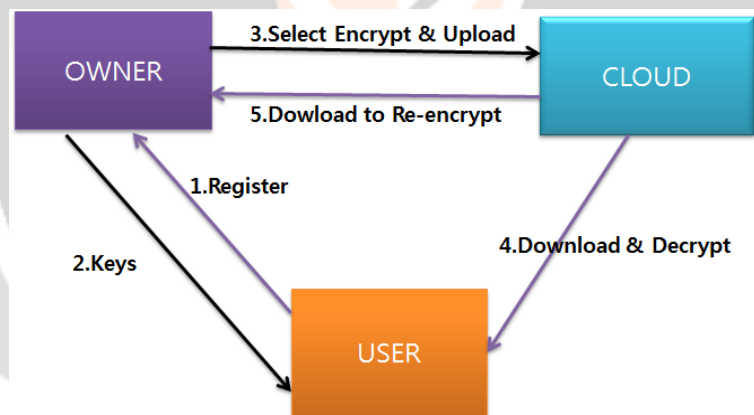 3.Select Encrypt & Upload
OWNER
CLOUD
5.Dowload to Re-encrypt
1.Register
4.Download & Decrypt
2.Keys
USER